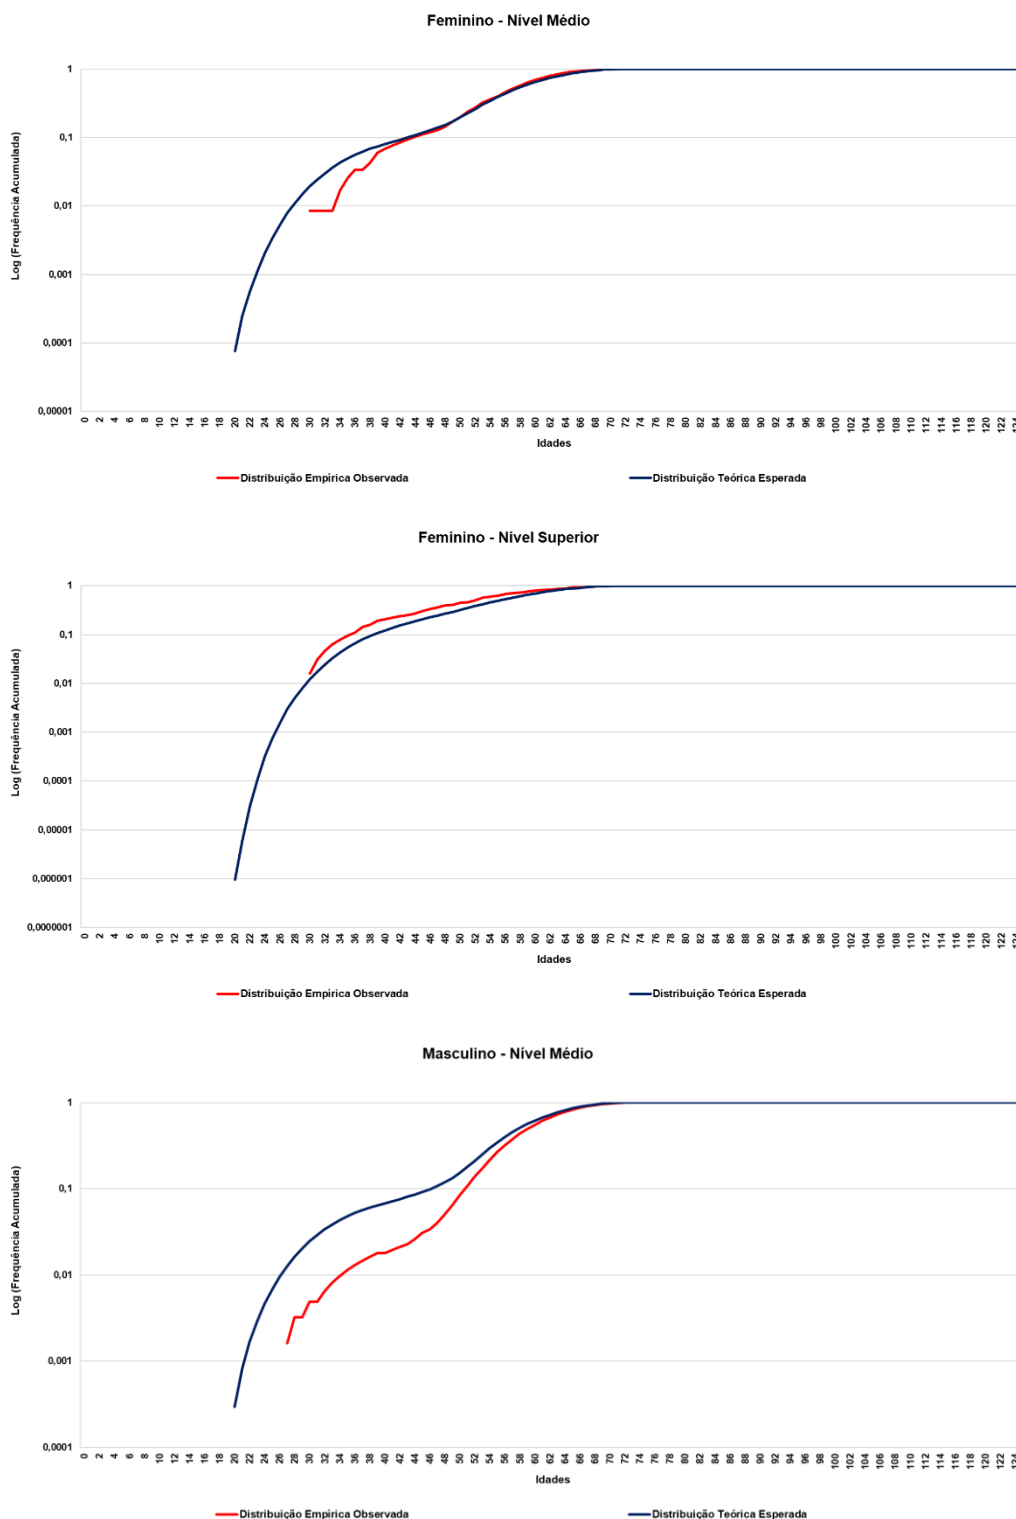 Feminino - Nível Médio
1
0,1
0,01
0,001
0,0001
0,00001
Log (Frequência Acumulada)
0 2 4 6 8 10 12 14 16 18 20 22 24 26 28 30 32 34 36 38 40 42 44 46 48 50 52 54 56 58 60 62 64 66 68 70 72 74 76 78 80 82 84 86 88 90 92 94 96 98 100 102 104 106 108 110 112 114 116 118 120 122 124
Idades
Distribuição Empírica Observada Distribuição Teórica Esperada
Feminino - Nível Superior
1
0,1
0,01
0,001
0,0001
0,00001
0,000001
0,0000001
Log (Frequência Acumulada)
0 2 4 6 8 10 12 14 16 18 20 22 24 26 28 30 32 34 36 38 40 42 44 46 48 50 52 54 56 58 60 62 64 66 68 70 72 74 76 78 80 82 84 86 88 90 92 94 96 98 100 102 104 106 108 110 112 114 116 118 120 122 124
Idades
Distribuição Empírica Observada Distribuição Teórica Esperada
Masculino - Nível Médio
1
0,1
0,01
0,001
0,0001
Log (Frequência Acumulada)
0 2 4 6 8 10 12 14 16 18 20 22 24 26 28 30 32 34 36 38 40 42 44 46 48 50 52 54 56 58 60 62 64 66 68 70 72 74 76 78 80 82 84 86 88 90 92 94 96 98 100 102 104 106 108 110 112 114 116 118 120 122 124
Idades
Distribuição Empírica Observada Distribuição Teórica Esperada